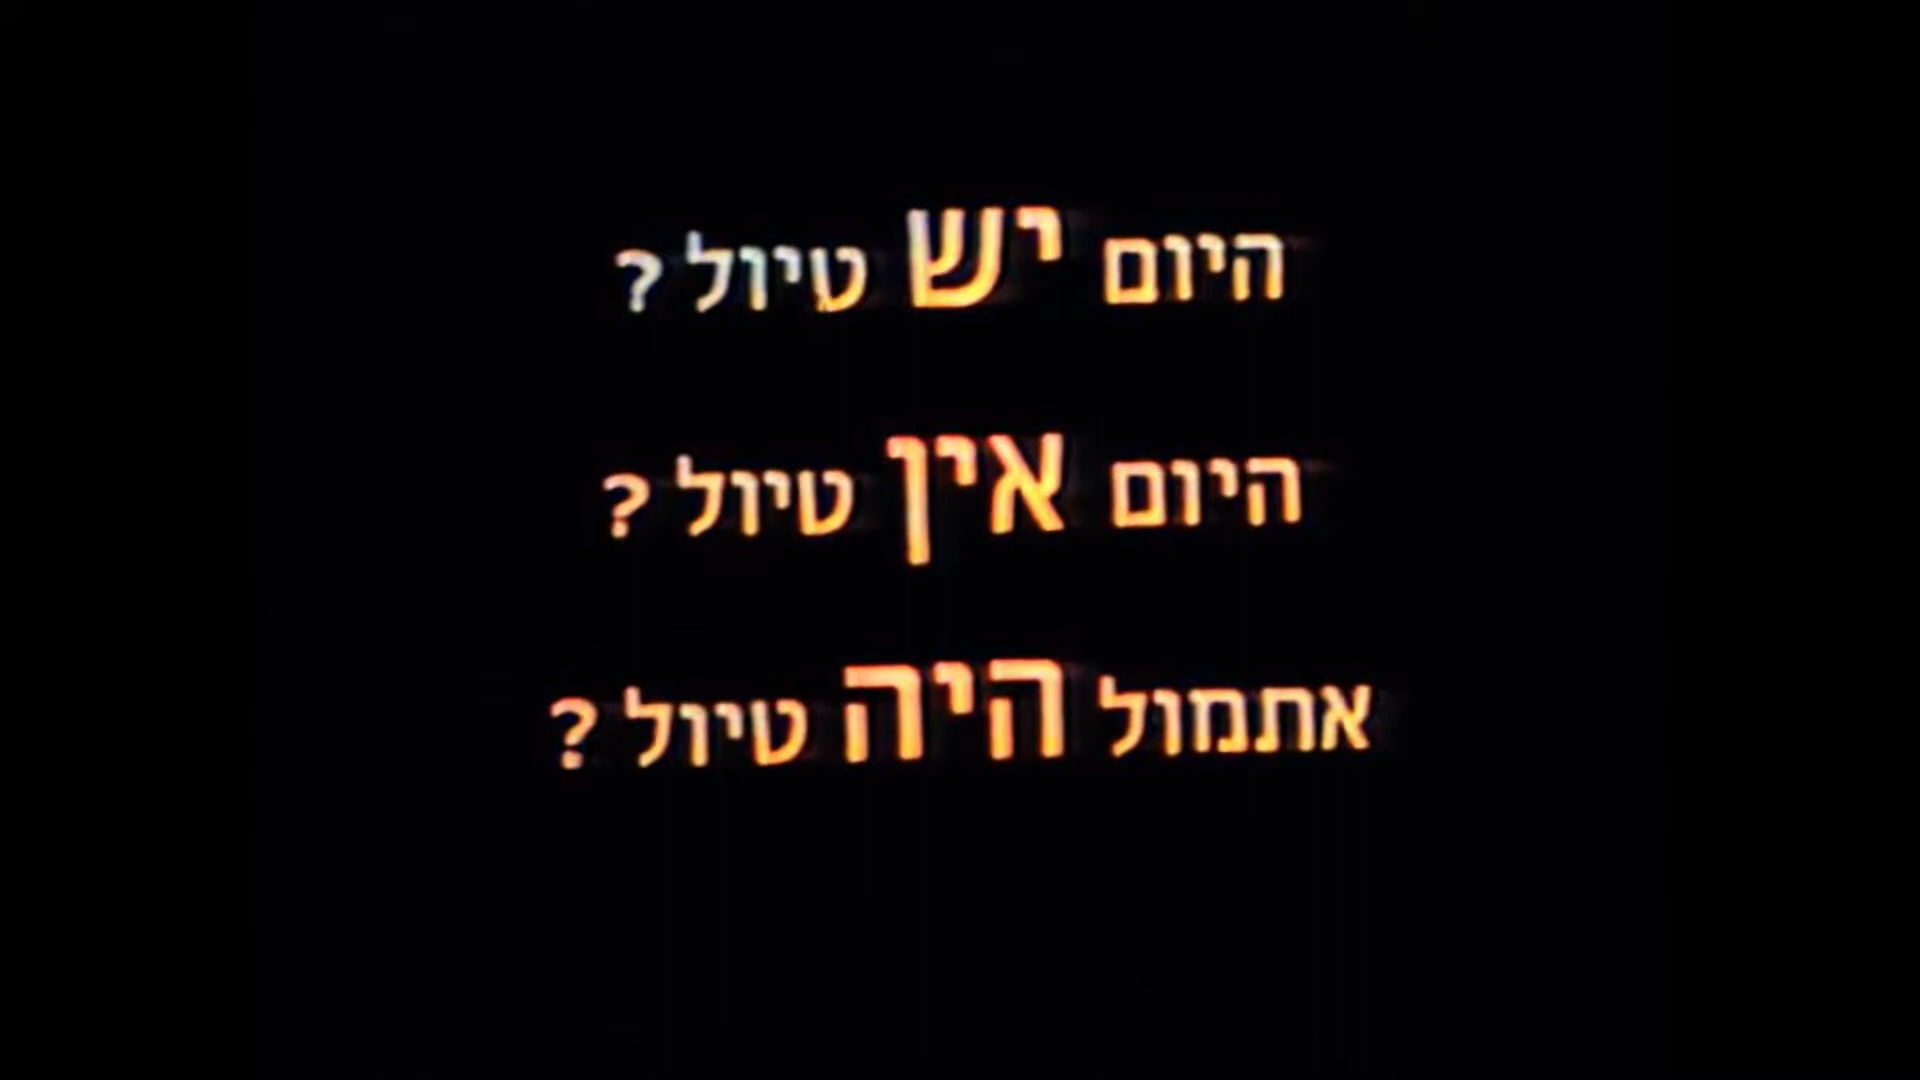 היום יש טיול ?
היום אין טיול ?
אתמול היה טיול ?